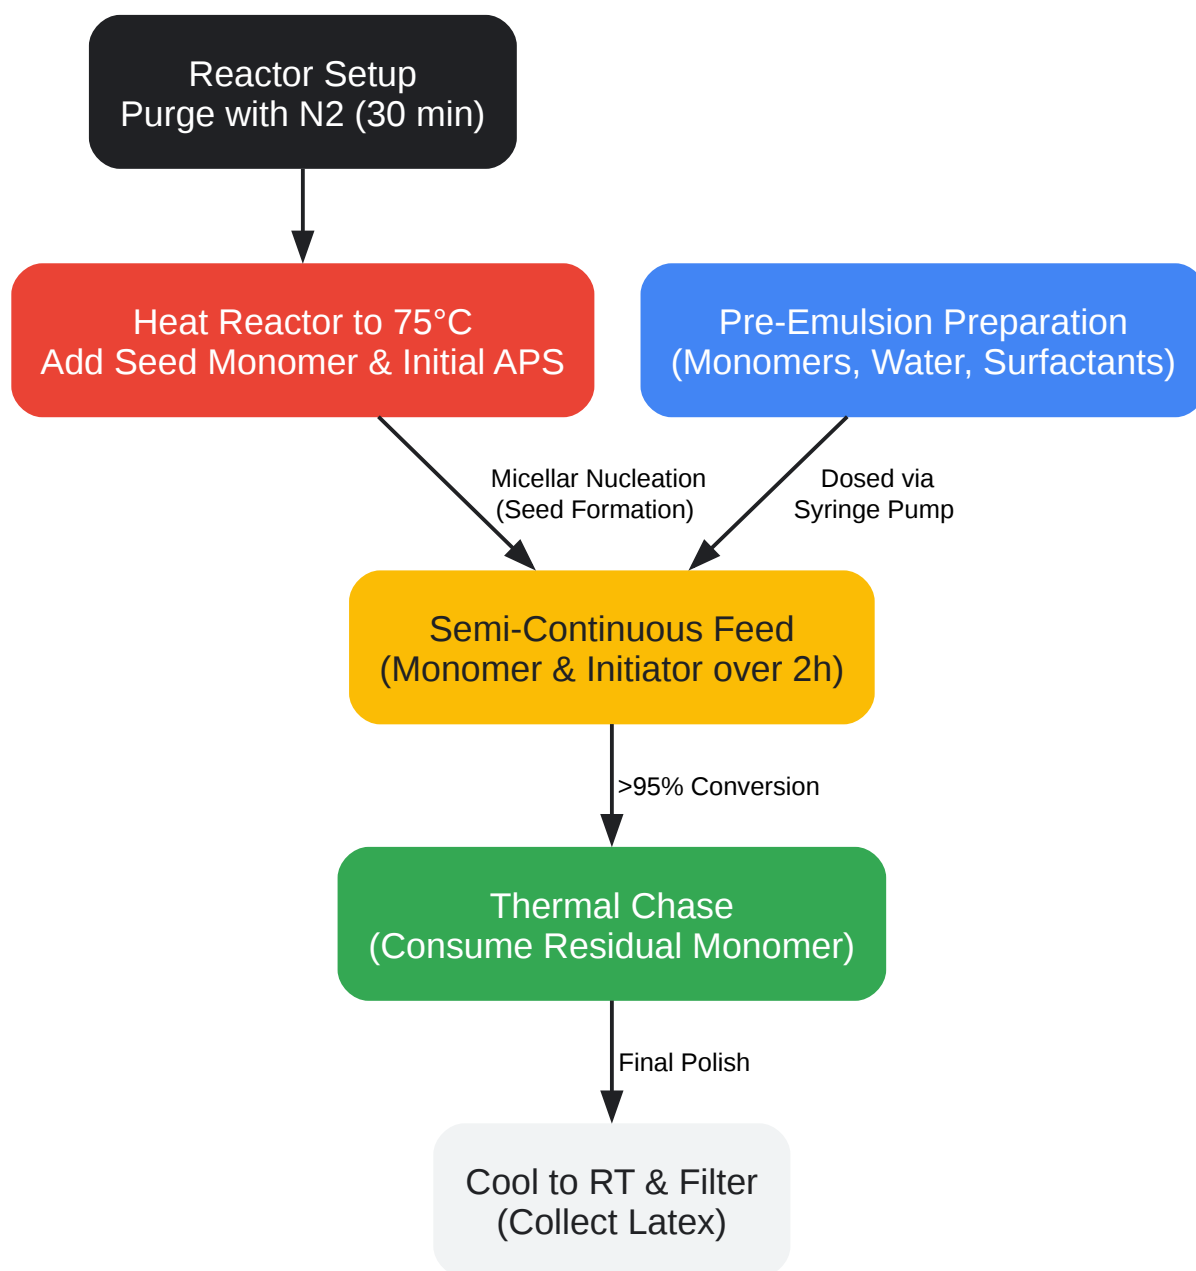 Reactor Setup
Purge with N2 (30 min)
Heat Reactor to 75°C
Add Seed Monomer & Initial APS
Pre-Emulsion Preparation
(Monomers, Water, Surfactants)
Micellar Nucleation
(Seed Formation)
Dosed via
Syringe Pump
Semi-Continuous Feed
(Monomer & Initiator over 2h)
>95% Conversion
Thermal Chase
(Consume Residual Monomer)
Final Polish
Cool to RT & Filter
(Collect Latex)